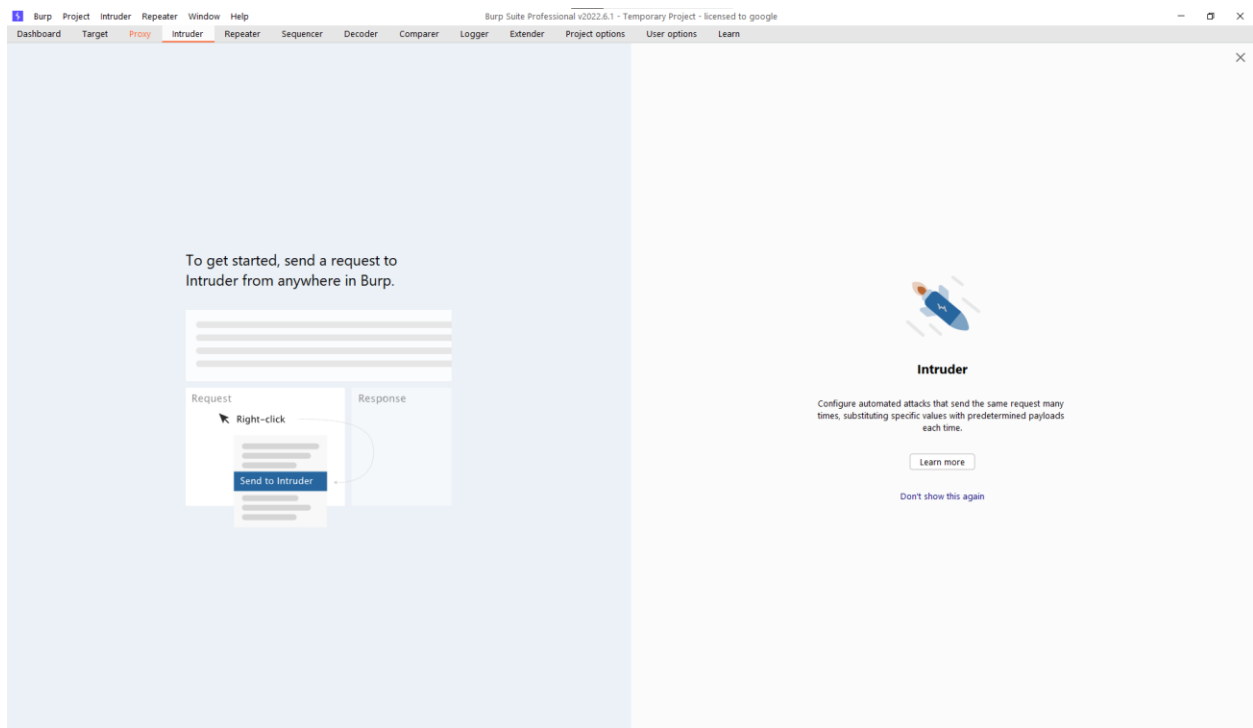 Burp Project Intruder Repeater Window Help
Burp Suite Professional v2022.6.1 - Temporary Project - licensed to google
Dashboard Target Proxy Intruder Repeater Sequencer Decoder Comparer Logger Extender Project options User options Learn
To get started, send a request to
Intruder from anywhere in Burp.
Request
Response
Right-click
Send to Intruder
Intruder
Configure automated attacks that send the same request many
times, substituting specific values with predetermined payloads
each time.
Learn more
Don't show this again